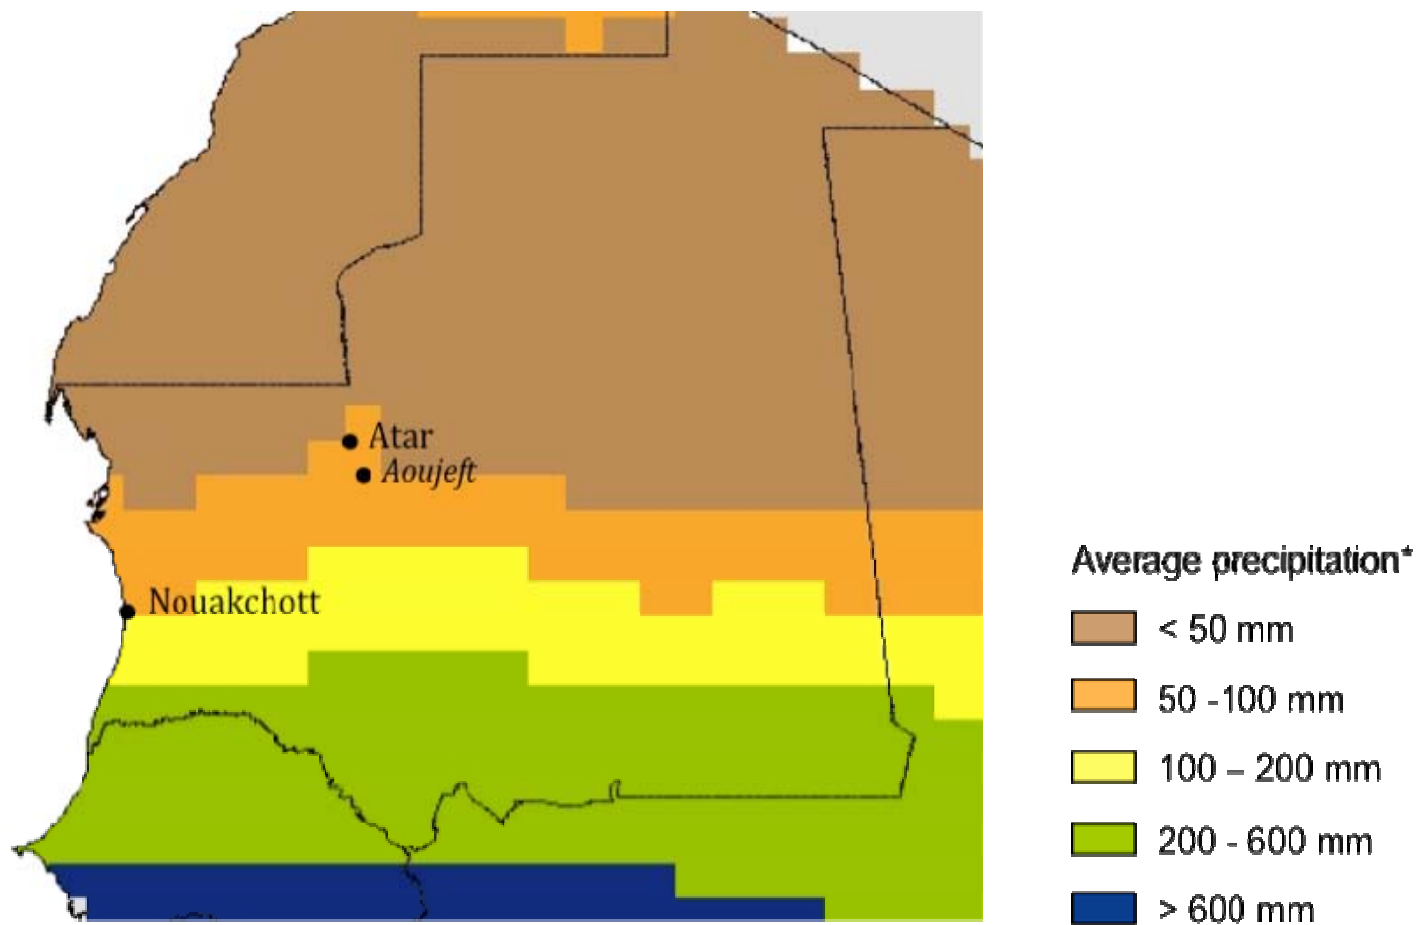 Atar
Aoujeft
Nouakchott
Average precipitation*
< 50 mm
50 -100 mm
100 – 200 mm
200 - 600 mm
> 600 mm